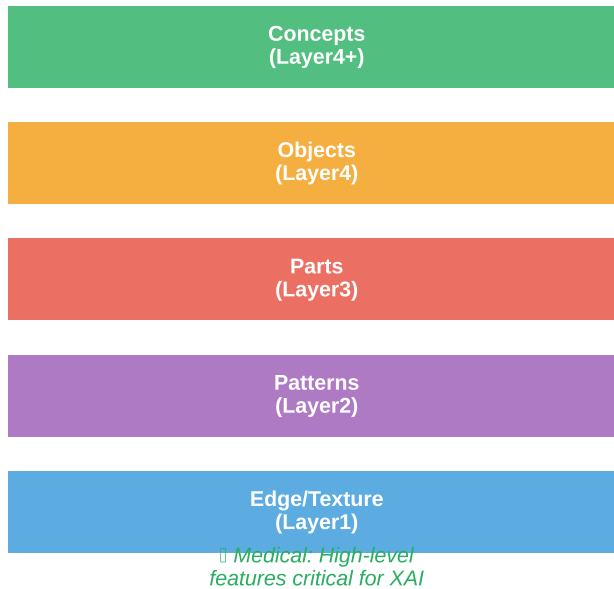 Concepts
(Layer4+)
Objects
(Layer4)
Parts
(Layer3)
Patterns
(Layer2)
Edge/Texture
(Layer1)
▯ Medical: High-level
features critical for XAI